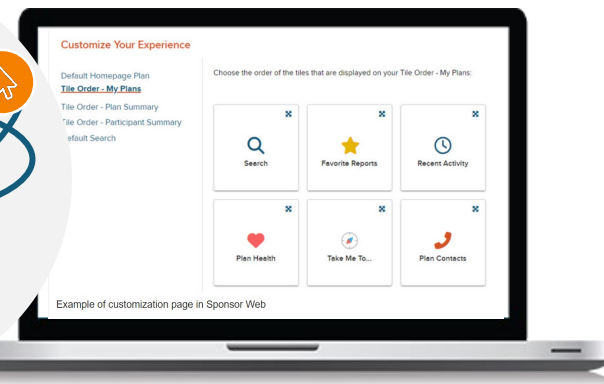 Customize Your Experience
Default Homepage Plan
Tile Order - My Plans
Tile Order - Plan Summary
Tile Order - Participant Summary
Default Search
Choose the order of the tiles that are displayed on your Tile Order - My Plans:
Search
Favorite Reports
Recent Activity
Plan Health
Take Me To...
Plan Contacts
Example of customization page in Sponsor Web